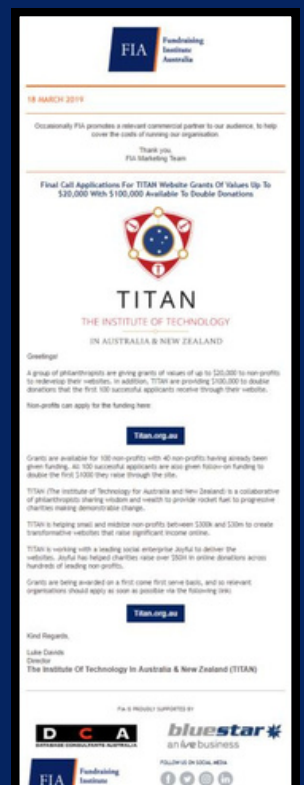 FIA
Fundraising
Institute
Australia
18 MARCH 2019
Occasionally FIA promotes a relevant commercial partner to our audience, to help
cover the costs of running our organisation.
Thank you,
FIA Marketing Team
Final Call Applications For TITAN Website Grants Of Values Up To
$20,000 With $100,000 Available To Double Donations
TITAN
THE INSTITUTE OF TECHNOLOGY
IN AUSTRALIA & NEW ZEALAND
Greetings!
A group of philanthropists are giving grants of values of up to $20,000 to non-profits
to redevelop their websites. In addition, TITAN are providing $100,000 to double
donations that the first 100 successful applicants receive through their website.
Non-profits can apply for the funding here:
Titan.org.au
Grants are available for 100 non-profits with 40 non-profits having already been
given funding. All 100 successful applicants are also given follow-on funding to
double the first $1000 they raise through the site.
TITAN (The Institute of Technology for Australia and New Zealand) is a collaborative
of philanthropists sharing wisdom and wealth to provide rocket fuel to progressive
charities making demonstrable change.
TITAN is helping small and midsize non-profits between $300k and $30m to create
transformative websites that raise significant income online.
TITAN is working with a leading social enterprise Joyful to deliver the
websites. Joyful has helped charities raise over $50M in online donations across
hundreds of leading non-profits.
Grants are being awarded on a first come first serve basis, and so relevant
organisations should apply as soon as possible via the following link:
Titan.org.au
Kind Regards,
Luke Davids
Director
The Institute Of Technology In Australia & New Zealand (TITAN)
FIA IS PROUDLY SUPPORTED BY
DCA
DATABASE CONSULTANTS AUSTRALIA
bluestar
an ive business
FIA
Fundraising
Institute
FOLLOW US ON SOCIAL MEDIA